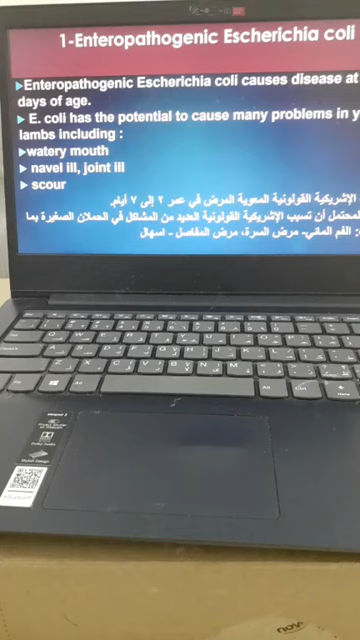 1-Enteropathogenic Escherichia coli
Enteropathogenic Escherichia coli causes disease at
days of age.
E. coli has the potential to cause many problems in y
lambs including :
watery mouth
navel ill, joint ill
scour
الإشريكية القولونية المعوية المرض في عمر ٢ إلى ٧ أيام.
المحتمل أن تسبب الإشريكية القولونية العديد من المشاكل في الحملان الصغيرة بما
: الفم المائي- مرض السرة، مرض المفاصل - اسهال